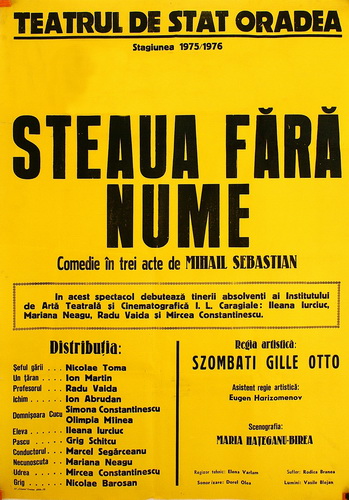 TEATRUL DE STAT ORADEA
Stagiunea 1975/1976
STEAUA FĂRĂ
NUME
Comedie în trei acte de MIHAIL SEBASTIAN
În acest spectacol debutează tinerii absolvenți ai Institutului
de Artă Teatrală și Cinematografică I. L. Caragiale: Ileana Iurciuc,
Mariana Neagu, Radu Vaida și Mircea Constantinescu.
Distribuția:
Șeful gării . . . Nicolae Toma
Un țăran . . . Ion Martin
Profesorul . . Radu Vaida
Ichim . . . . Ion Abrudan
Domnișoara Cucu Simona Constantinescu
Olimpia Mlinea
Eleva . . . . Ileana Iurciuc
Pascu . . . . Grig Schitcu
Conductorul . . Marcel Segărceanu
Necunoscuta . . Mariana Neagu
Udrea . . . . Mircea Constantinescu
Grig . . . . . Nicolae Barosan
Regia artistică:
SZOMBATI GILLE OTTO
Asistent regie artistică:
Eugen Harizomenov
Scenografia:
MARIA HAȚEGANU-BIREA
Regizor tehnic: Elena Varlam
Sonorizare: Dorel Olea
Sufler: Rodica Branea
Lumini: Vasile Blejan